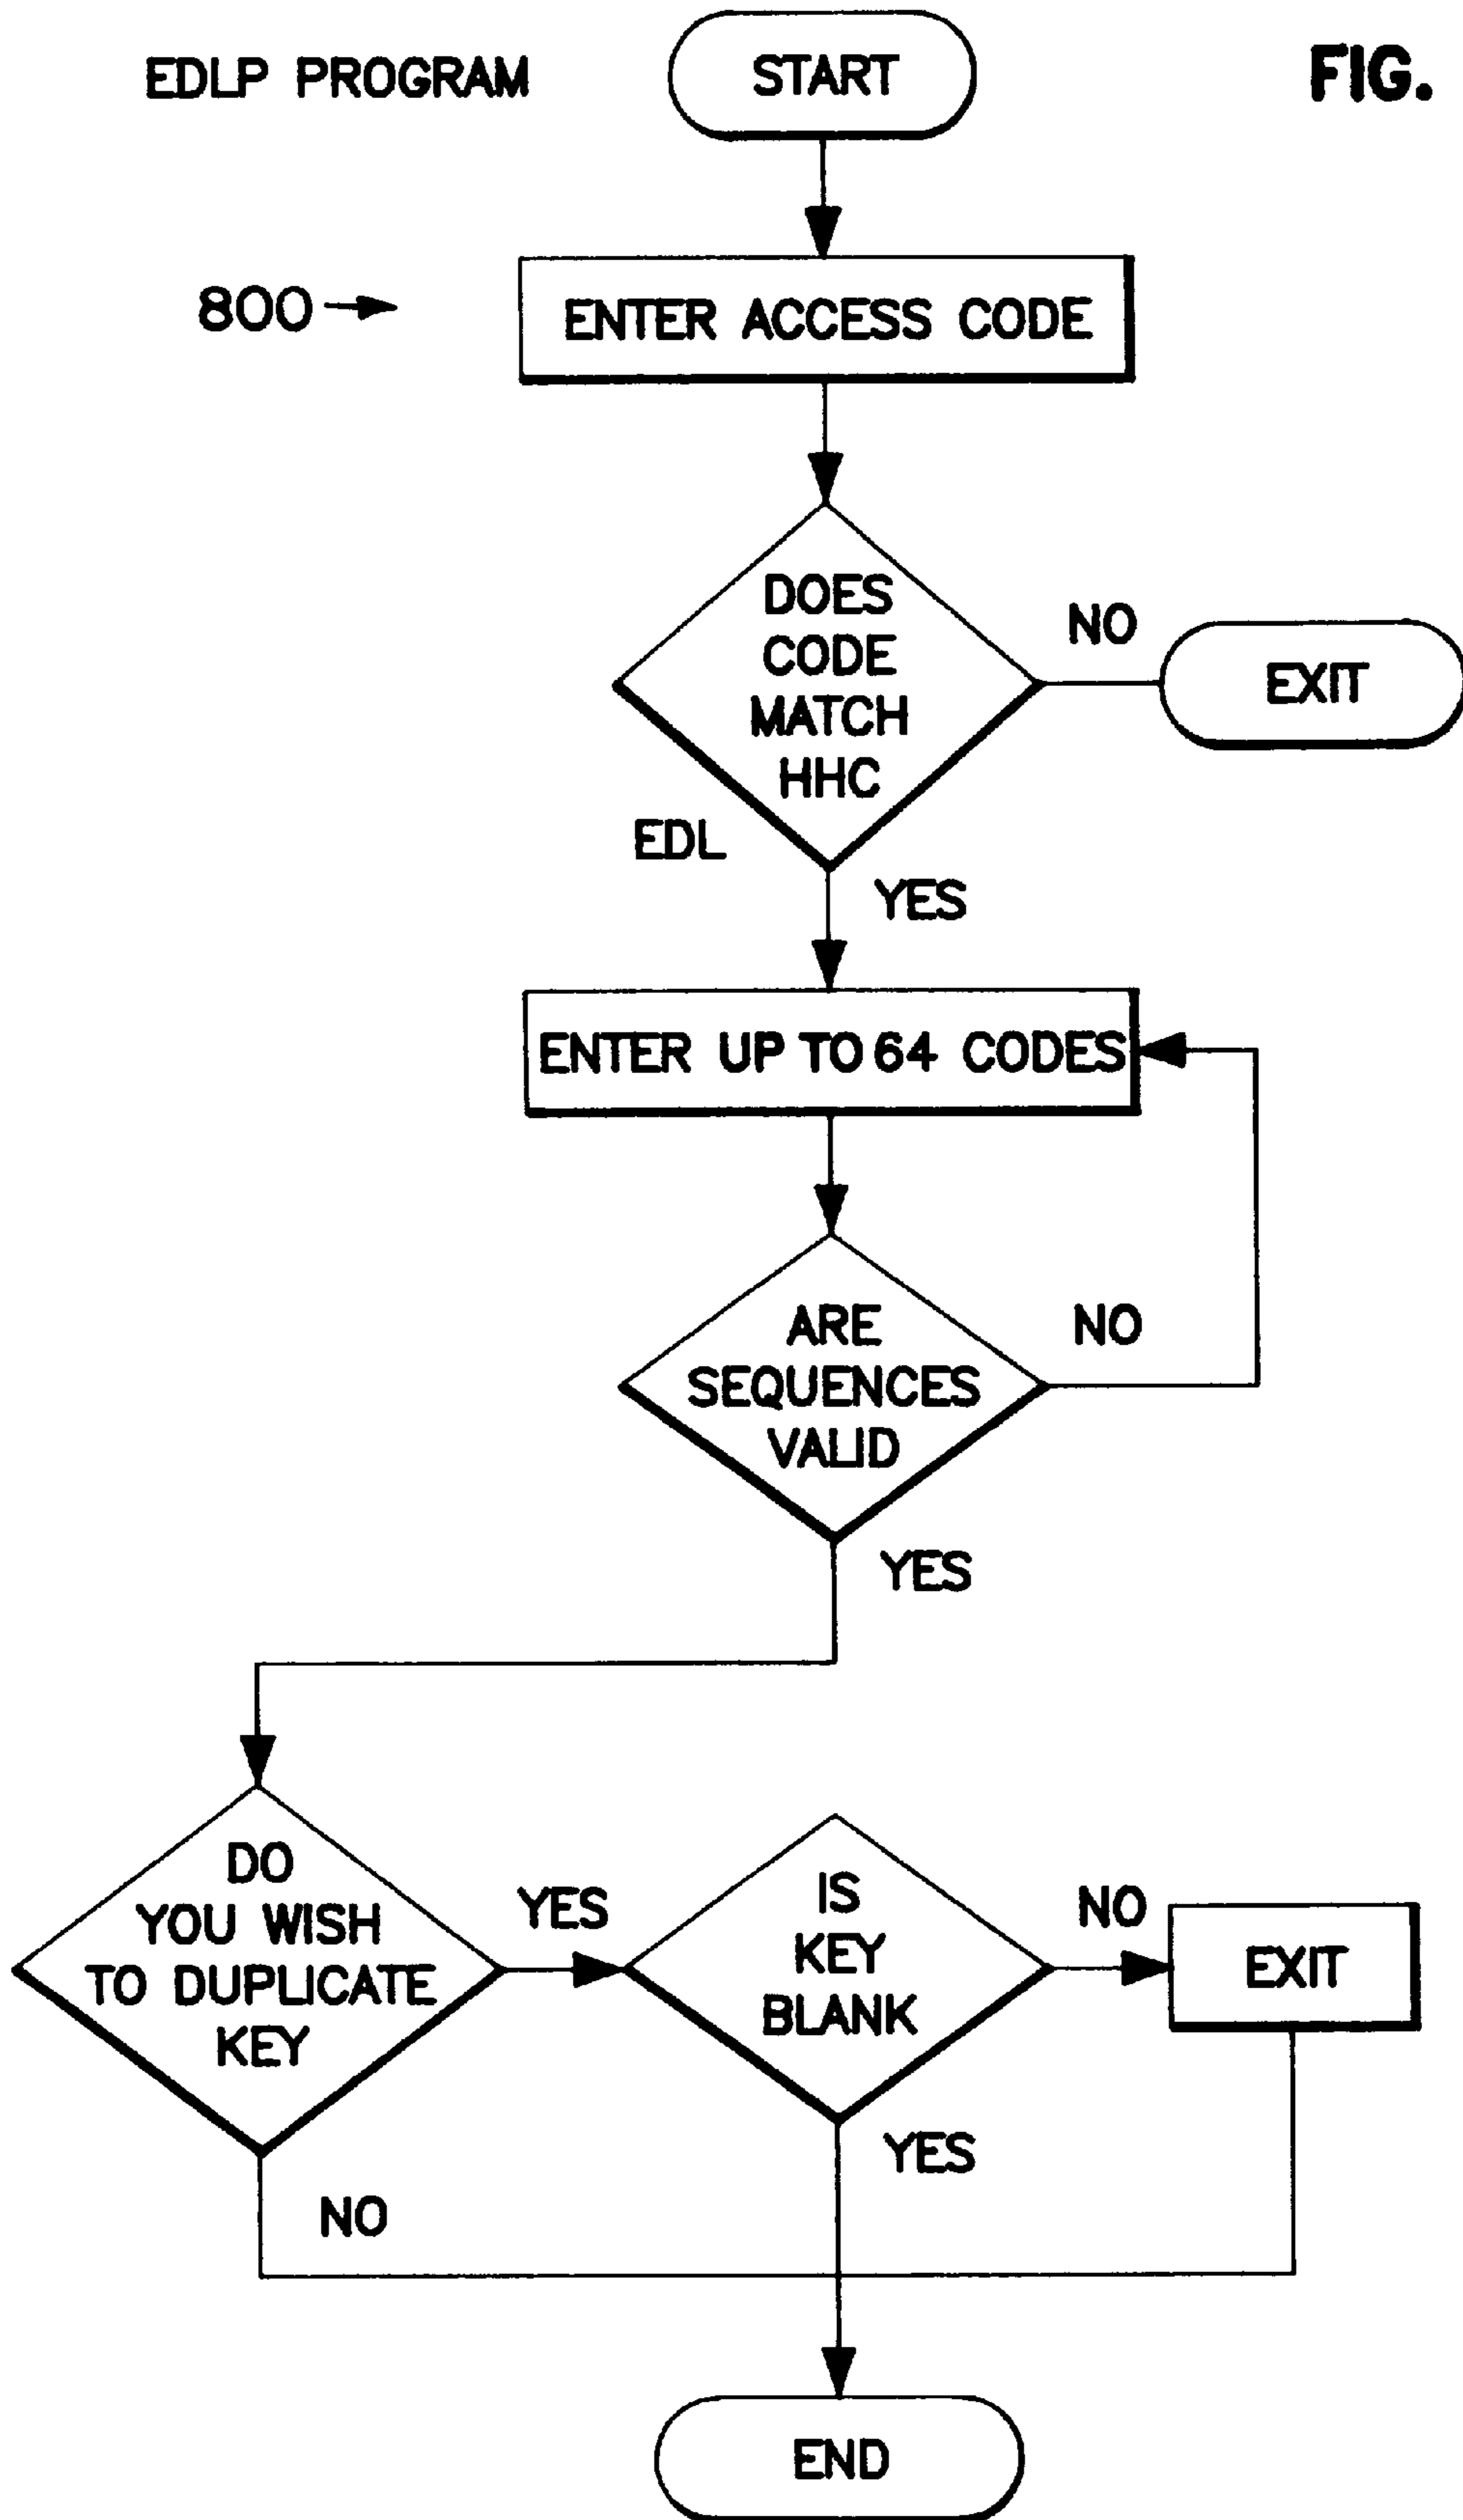 EDLP PROGRAM
START
FIG.
800
ENTER ACCESS CODE
DOES
CODE
MATCH
HHC
NO
EXIT
EDL
YES
ENTER UP TO 64 CODES
ARE
SEQUENCES
VALID
NO
YES
DO
YOU WISH
TO DUPLICATE
KEY
YES
IS
KEY
BLANK
NO
EXIT
YES
NO
END